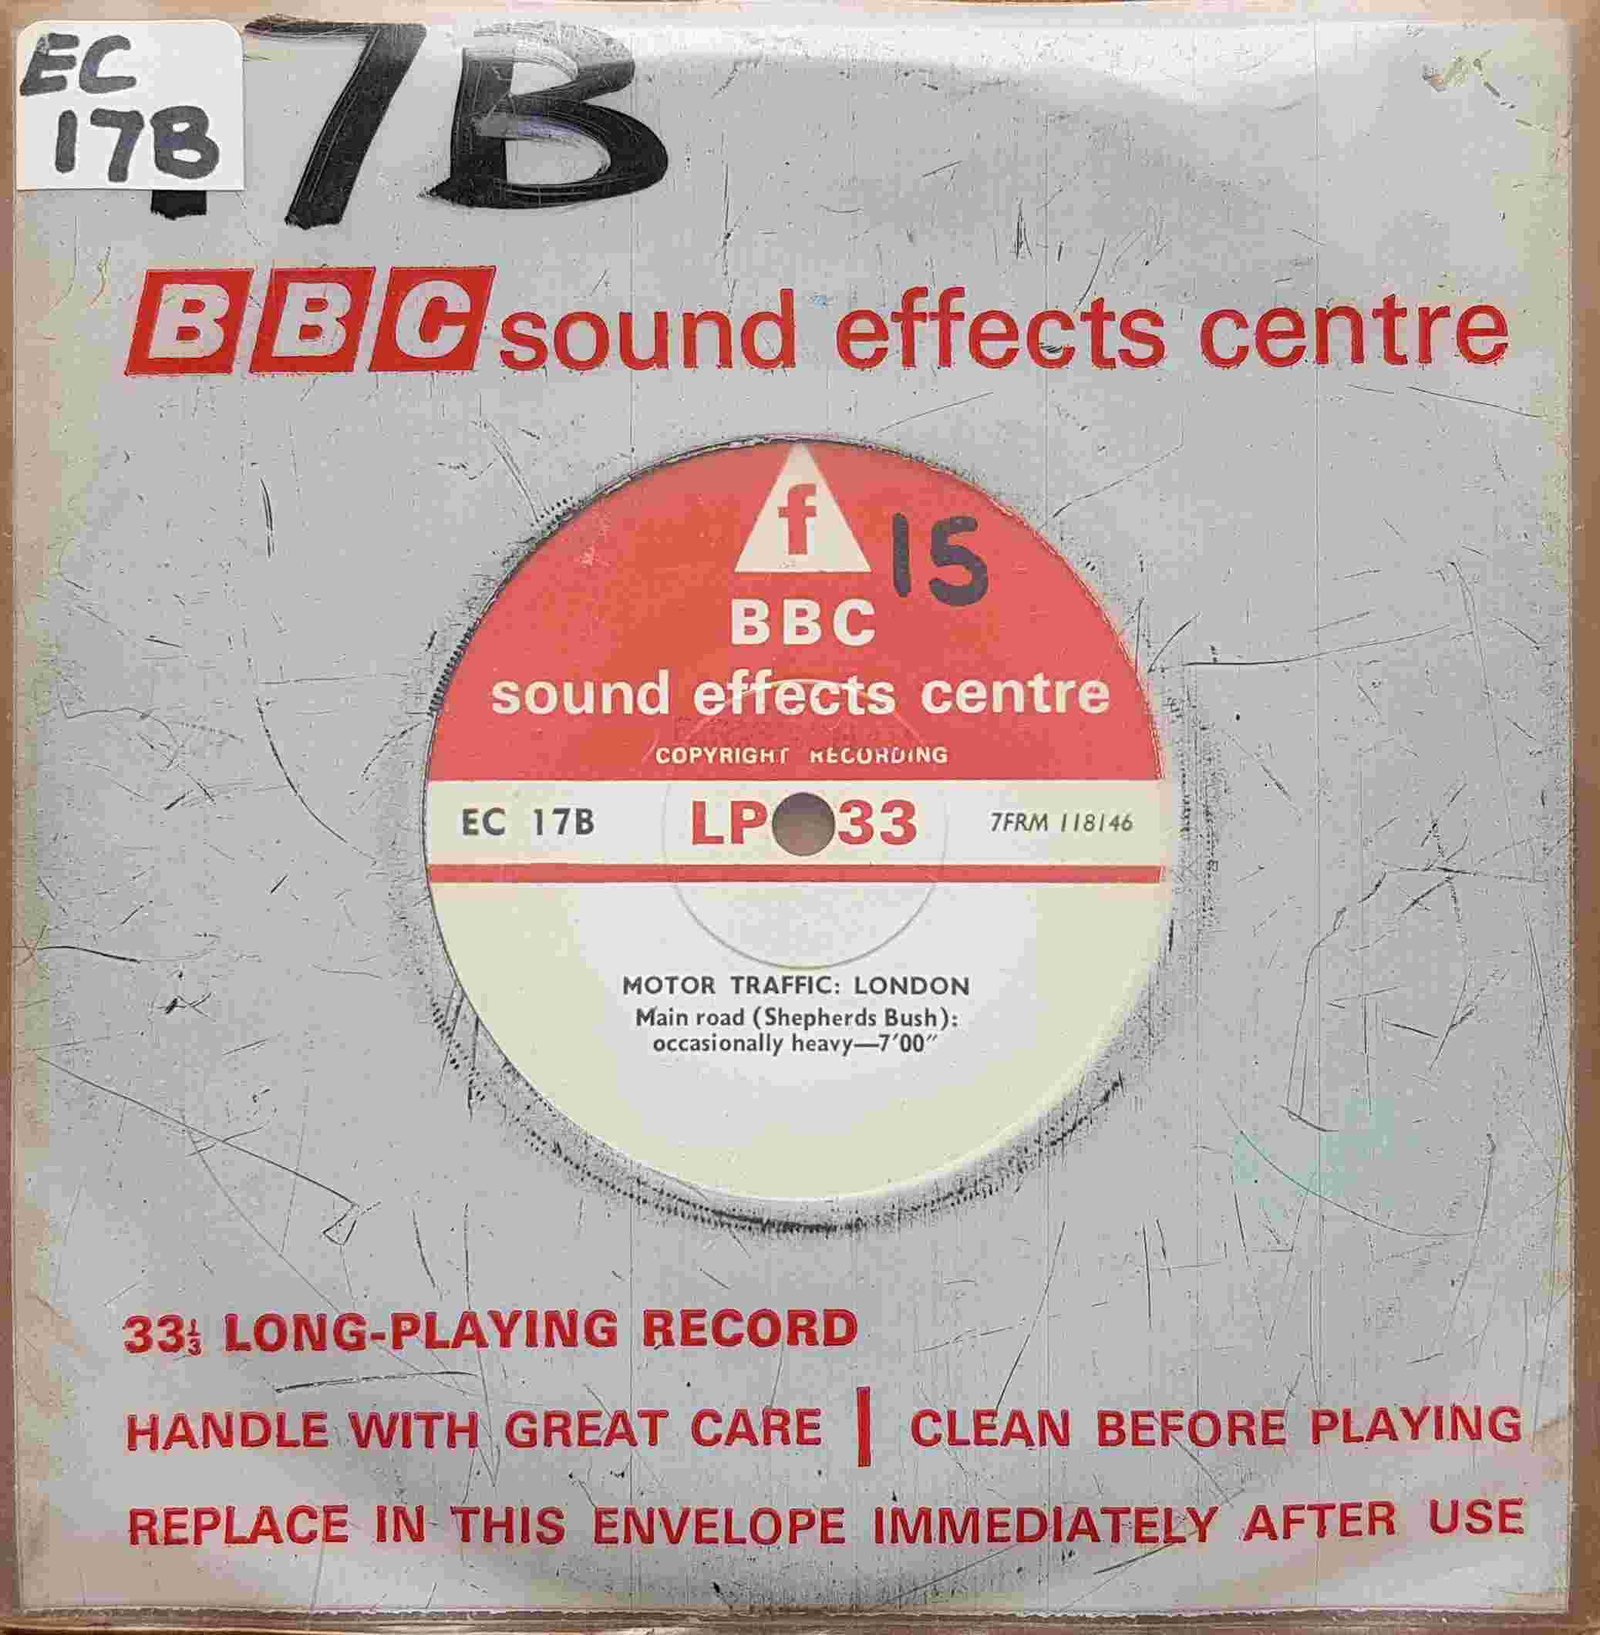 EC
17B
7B
BBC sound effects centre
f
15
BBC
sound effects centre
COPYRIGHT RECORDING
EC 17B LP 33 7FRM 118146
MOTOR TRAFFIC: LONDON
Main road (Shepherds Bush):
occasionally heavy—7'00"
33⅓ LONG-PLAYING RECORD
HANDLE WITH GREAT CARE | CLEAN BEFORE PLAYING
REPLACE IN THIS ENVELOPE IMMEDIATELY AFTER USE